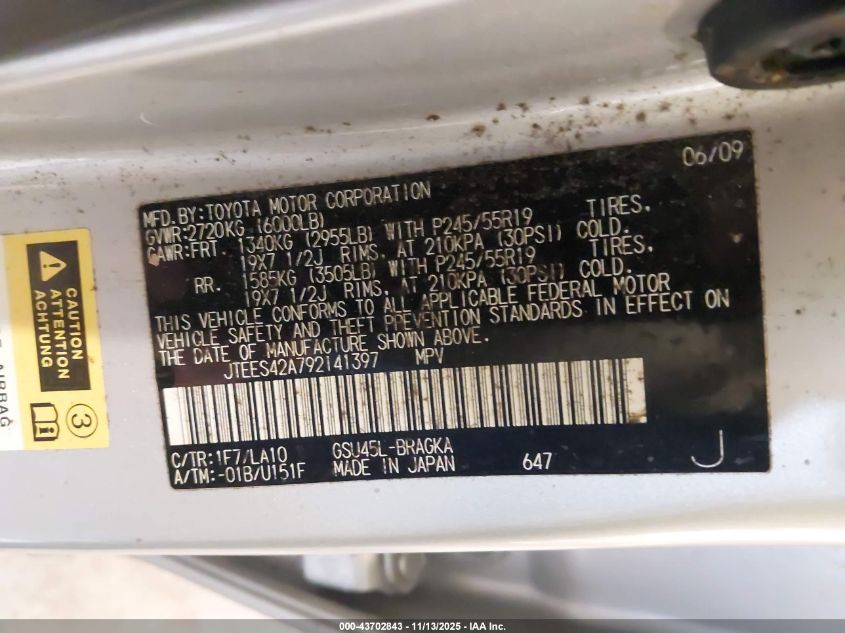 06/09
MFD.BY:TOYOTA MOTOR CORPORATION
GVWR:2720KG (6000LB)
GAWR:FRT. 1340KG (2955LB) WITH P245/55R19 TIRES,
19X7 1/2J RIMS, AT 210KPA (30PSI) COLD.
RR. 1585KG (3505LB) WITH P245/55R19 TIRES,
19X7 1/2J RIMS, AT 210KPA (30PSI) COLD.
THIS VEHICLE CONFORMS TO ALL APPLICABLE FEDERAL MOTOR
VEHICLE SAFETY AND THEFT PREVENTION STANDARDS IN EFFECT ON
THE DATE OF MANUFACTURE SHOWN ABOVE.
JTEES42A792141397 MPV
C/TR:1F7/LA10 GSU45L-BRAGKA
A/TM:-01B/U151F MADE IN JAPAN 647 J
CAUTION
ATTENTION
ACHTUNG
3
AIRBAG
000-43702843 - 11/13/2025 - IAA Inc.